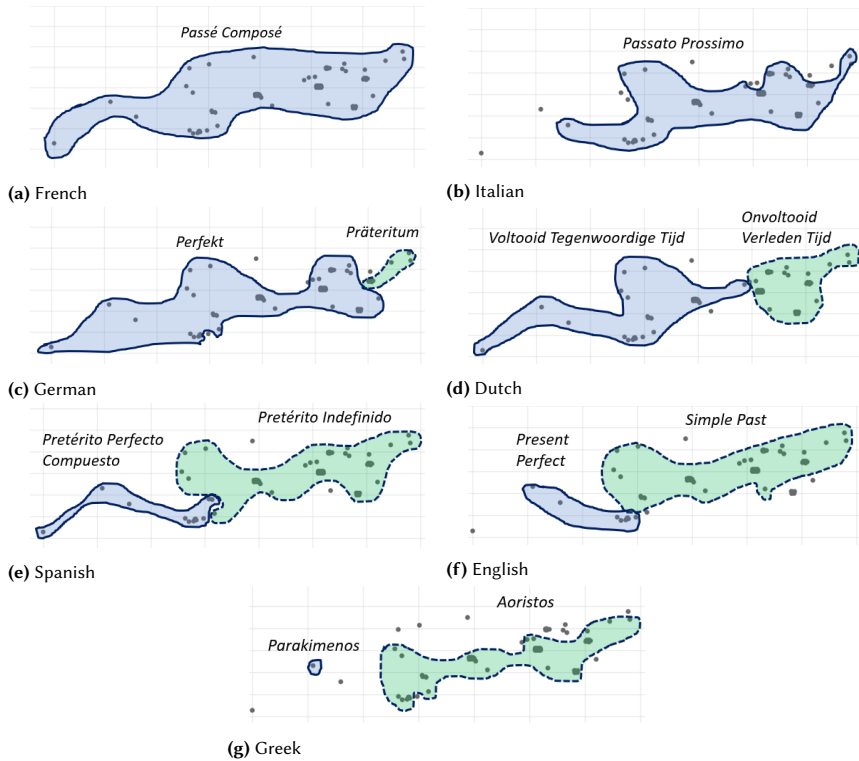 Passé Composé
Passato Prossimo
(a) French
(b) Italian
Perfekt
Präteritum
Voltooid Tegenwoordige Tijd
Onvoltooid
Verleden Tijd
(c) German
(d) Dutch
Pretérito Perfecto
Compuesto
Pretérito Indefinido
Present
Perfect
Simple Past
(e) Spanish
(f) English
Parakimenos
Aoristos
(g) Greek